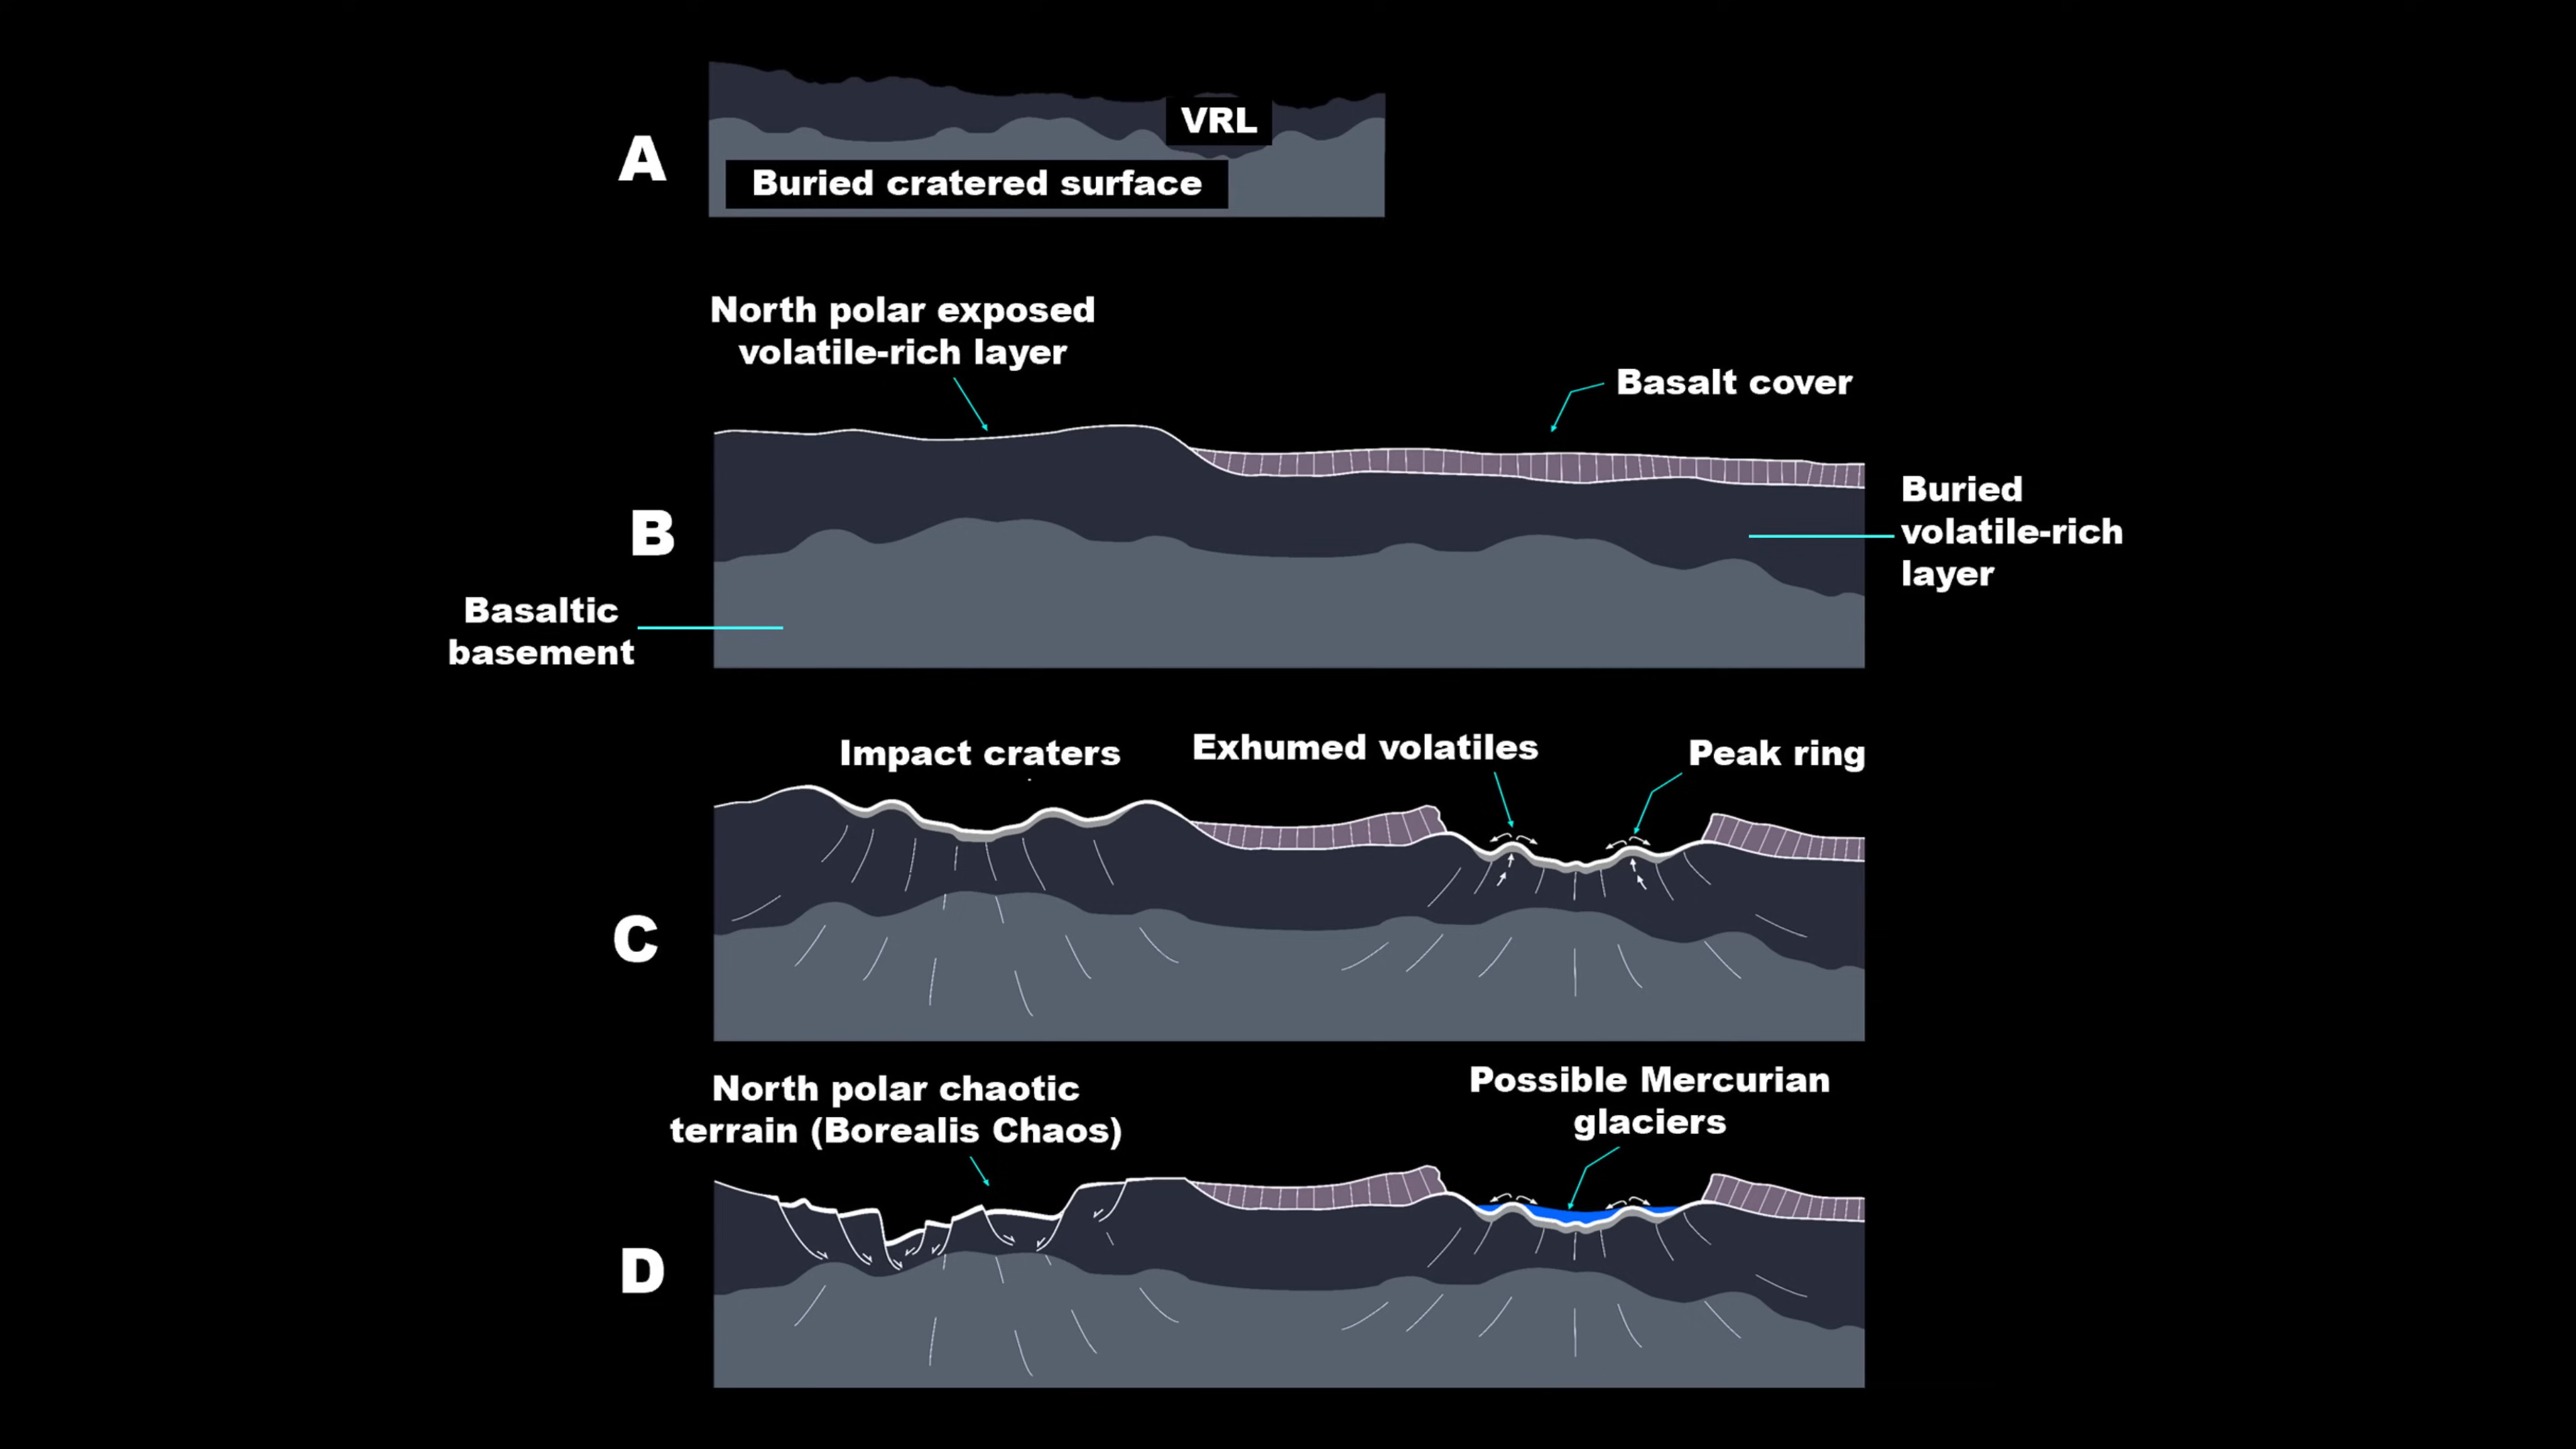 A
VRL
Buried cratered surface
North polar exposed
volatile-rich layer
Basalt cover
B
Buried
volatile-rich
layer
Basaltic
basement
Impact craters
Exhumed volatiles
Peak ring
C
North polar chaotic
terrain (Borealis Chaos)
Possible Mercurian
glaciers
D